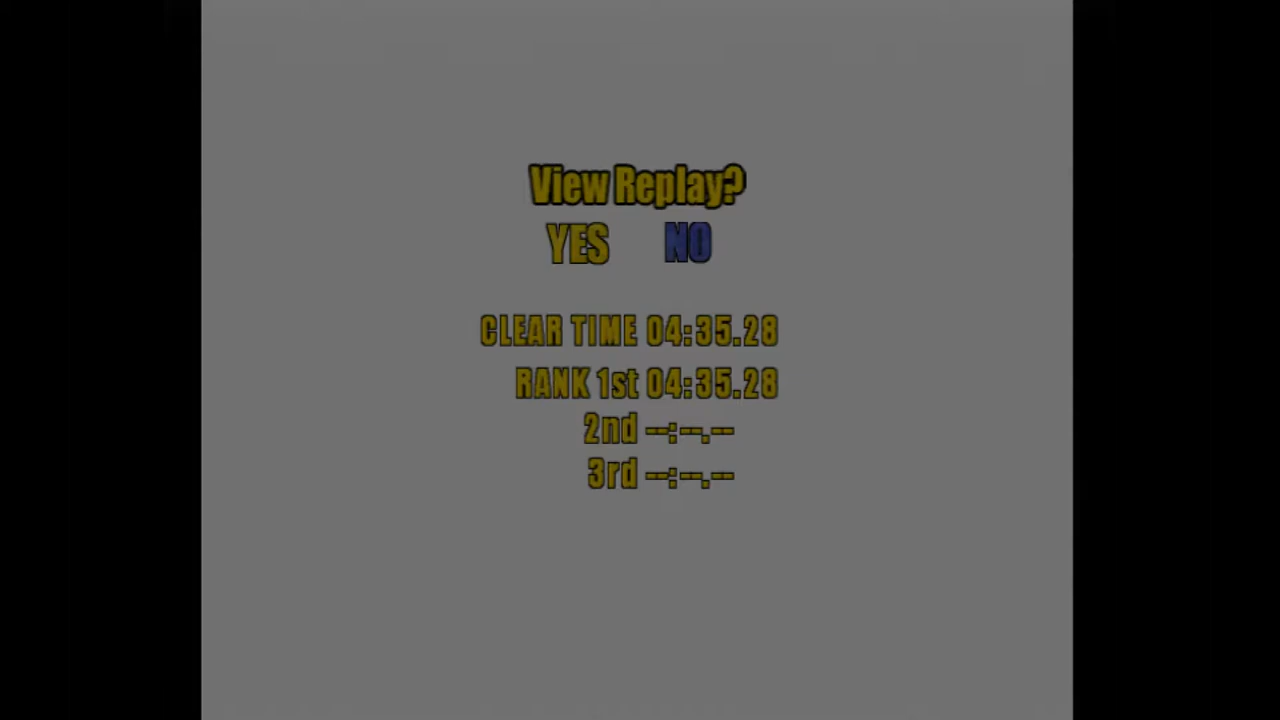 View Replay?
YES NO
CLEAR TIME 04:35.28
RANK 1st 04:35.28
2nd --:--.--
3rd --:--.--